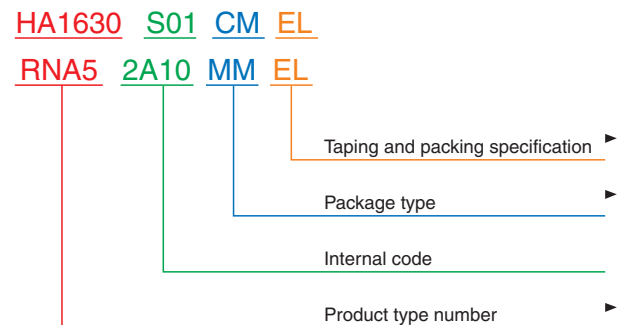 HA1630 S01 CM EL
RNA5 2A10 MM EL
Taping and packing specification
Package type
Internal code
Product type number